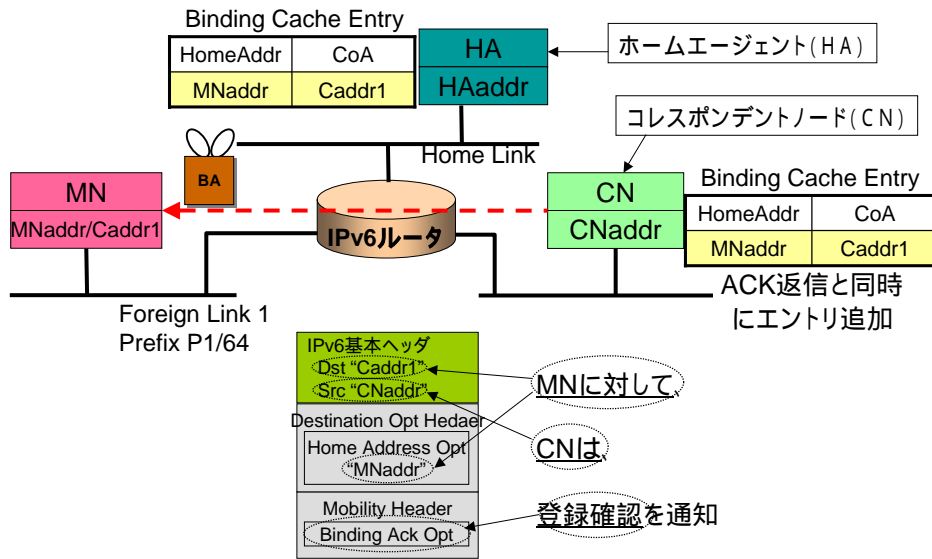 Binding Cache Entry
HomeAddr CoA
MNaddr Caddr1
HA
HAaddr
ホームエージェント(HA)
コレスポンデントノード(CN)
Home Link
BA
MN
MNaddr/Caddr1
IPv6ルータ
CN
CNaddr
Binding Cache Entry
HomeAddr CoA
MNaddr Caddr1
ACK返信と同時
にエントリ追加
Foreign Link 1
Prefix P1/64
IPv6基本ヘッダ
Dst “Caddr1”
Src “CNaddr”
Destination Opt Hedaer
Home Address Opt
“MNaddr”
Mobility Header
Binding Ack Opt
MNに対して、
CNは、
登録確認を通知